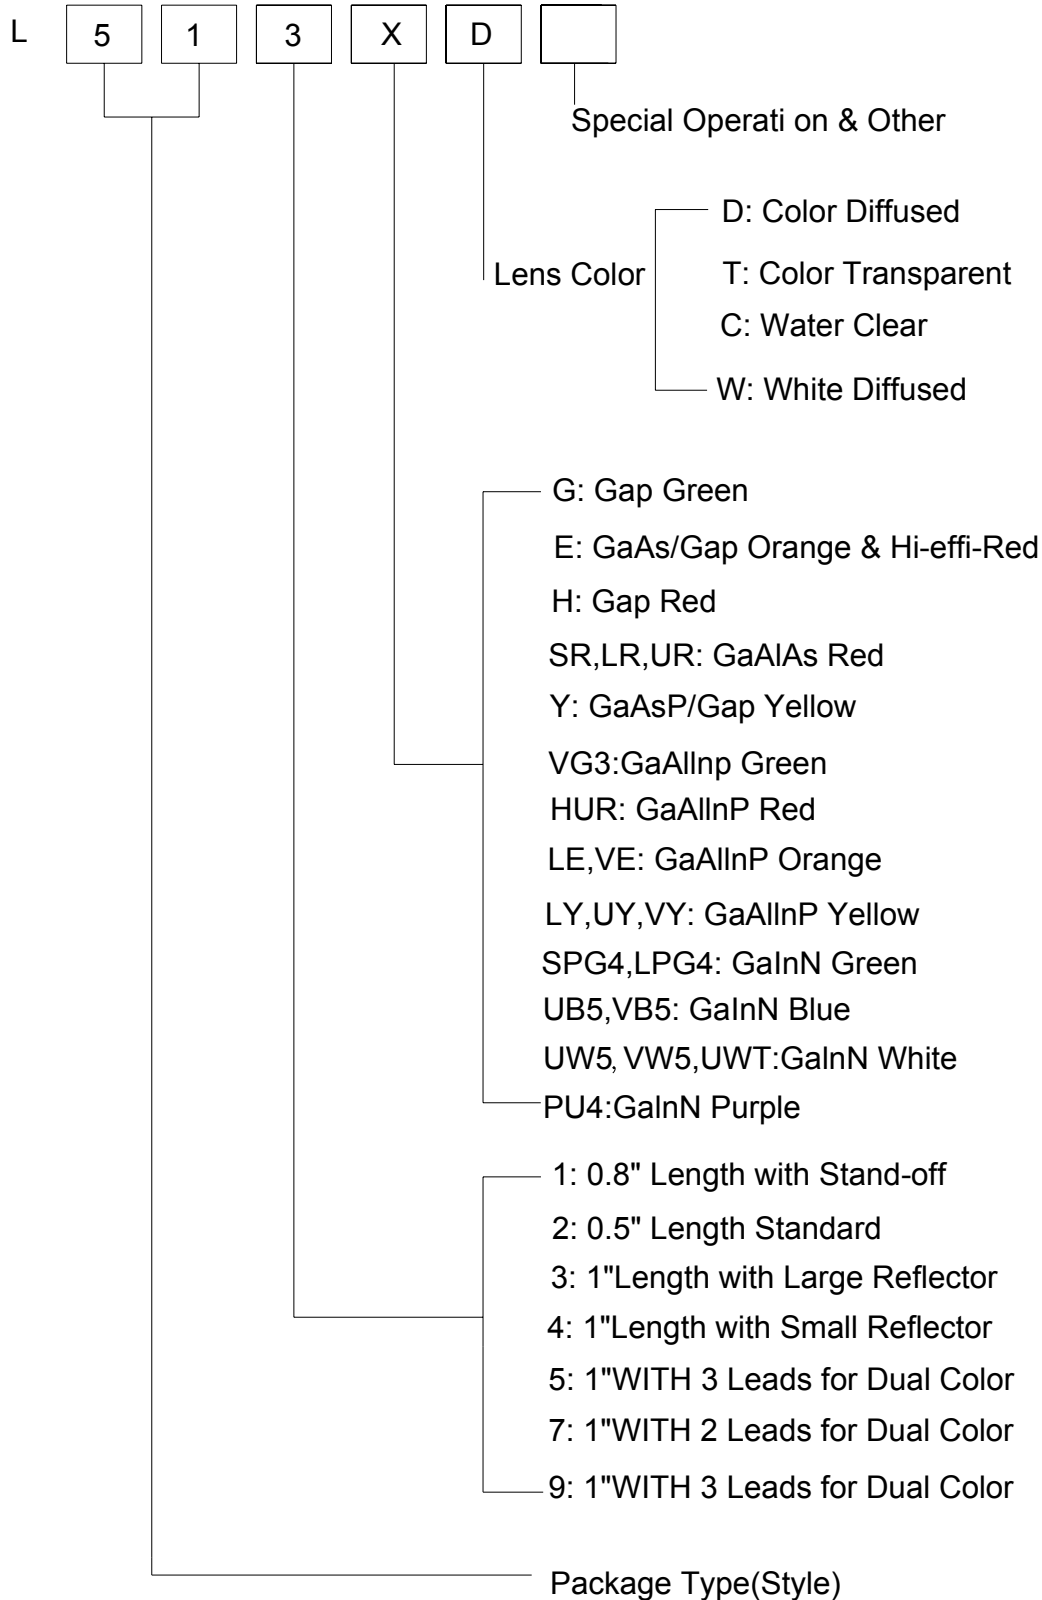 L 5 1 3 X D
Special Operati on & Other
D: Color Diffused
Lens Color
T: Color Transparent
C: Water Clear
W: White Diffused
G: Gap Green
E: GaAs/Gap Orange & Hi-effi-Red
H: Gap Red
SR,LR,UR: GaAlAs Red
Y: GaAsP/Gap Yellow
VG3:GaAlInp Green
HUR: GaAlInP Red
LE,VE: GaAlInP Orange
LY,UY,VY: GaAlInP Yellow
SPG4,LPG4: GaInN Green
UB5,VB5: GaInN Blue
UW5, VW5,UWT:GaInN White
PU4:GaInN Purple
1: 0.8" Length with Stand-off
2: 0.5" Length Standard
3: 1"Length with Large Reflector
4: 1"Length with Small Reflector
5: 1"WITH 3 Leads for Dual Color
7: 1"WITH 2 Leads for Dual Color
9: 1"WITH 3 Leads for Dual Color
Package Type(Style)